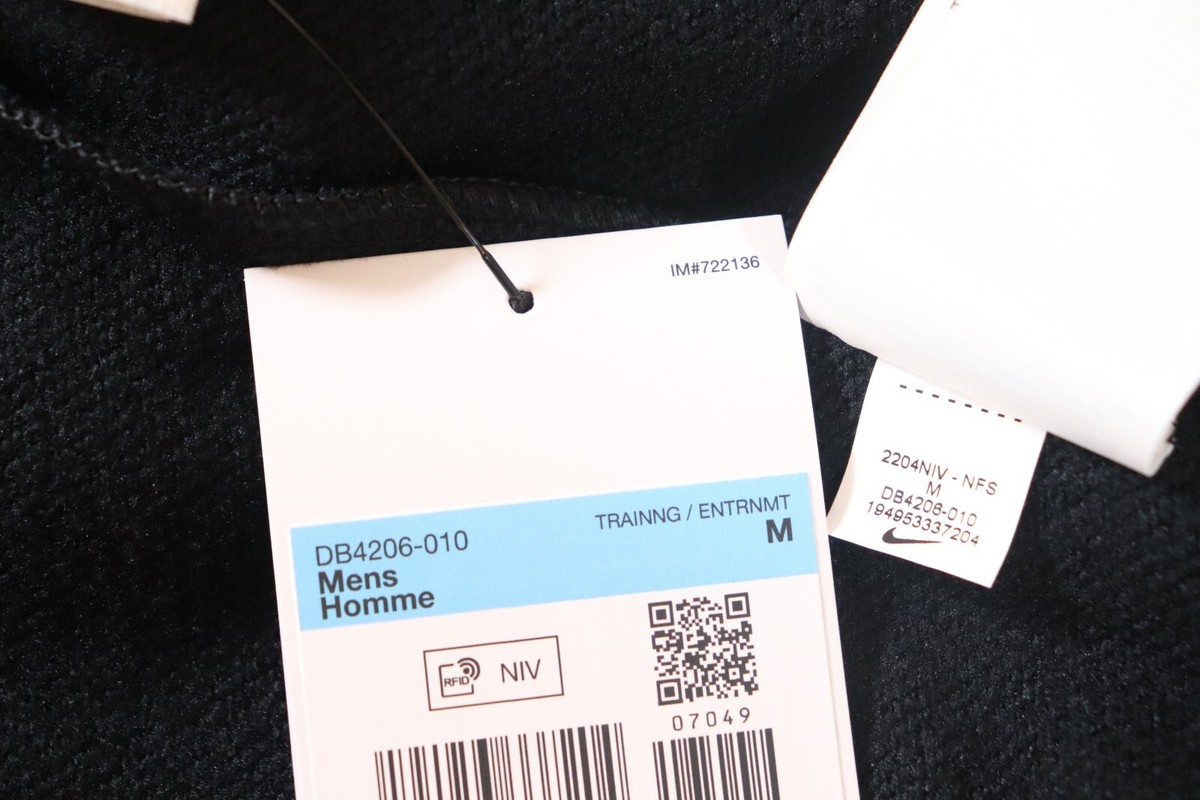 IM#722136
TRAINNG / ENTRNMT
DB4206-010
M
Mens
Homme
RFID
NIV
07049
2204NIV - NFS
M
DB4206-010
194953337204